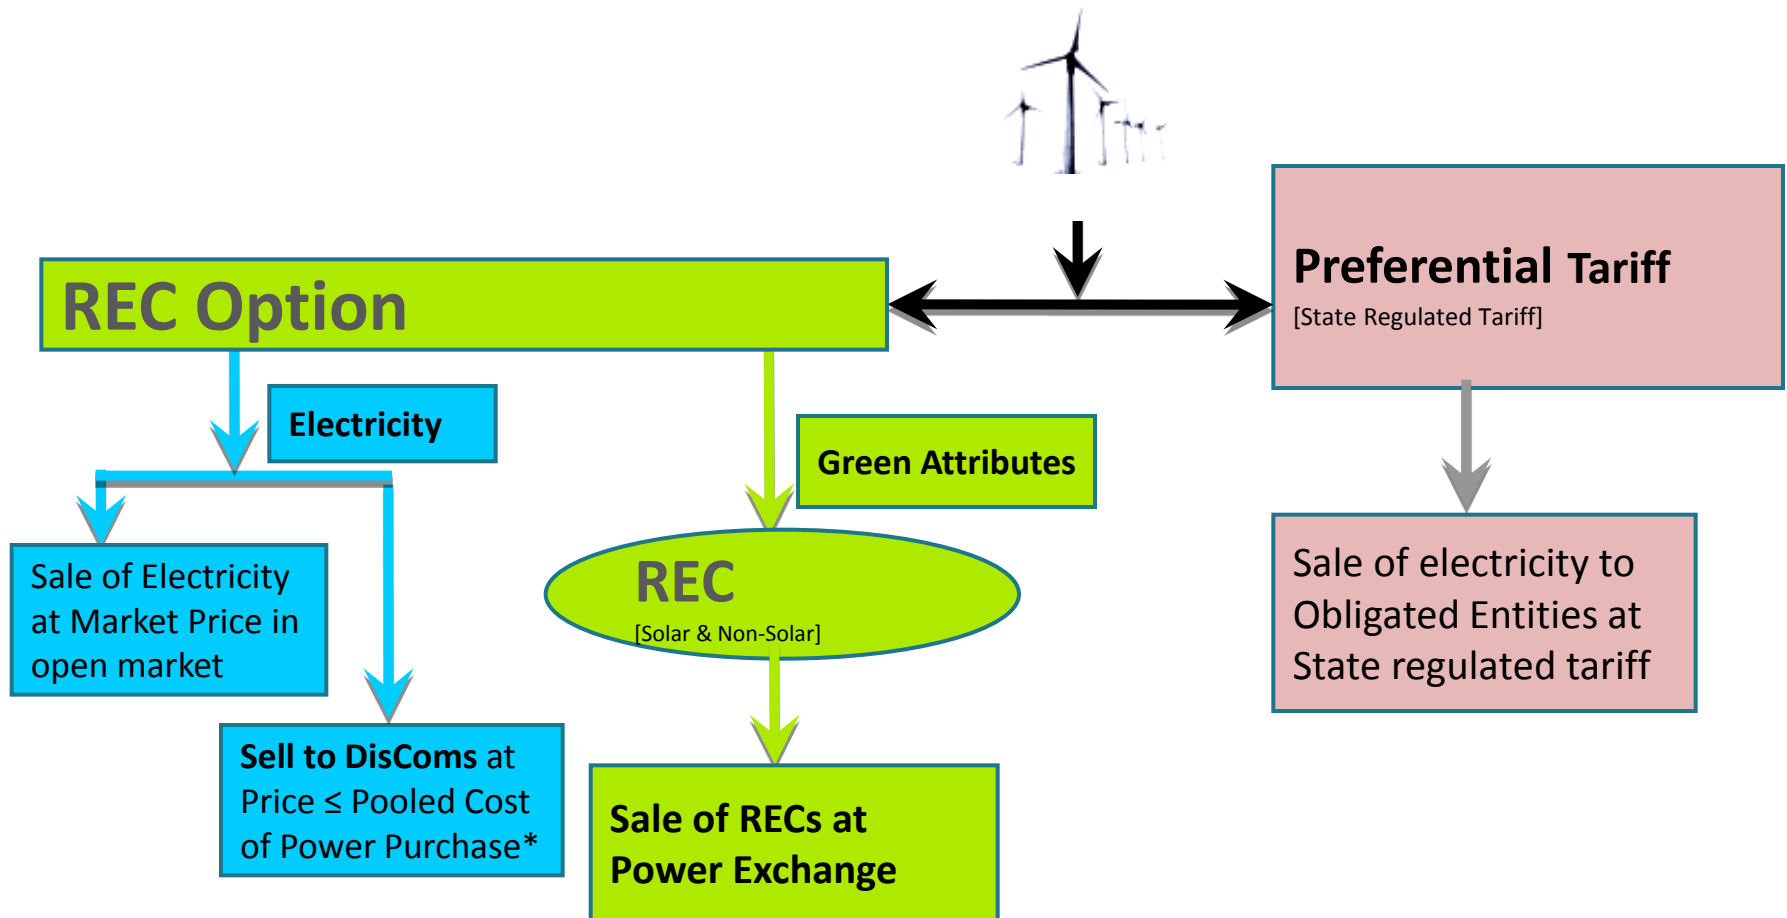 Preferential Tariff
[State Regulated Tariff]
REC Option
Electricity
Green Attributes
Sale of Electricity
at Market Price in
open market
REC
[Solar & Non-Solar]
Sale of electricity to
Obligated Entities at
State regulated tariff
Sell to DisComs at
Price ≤ Pooled Cost
of Power Purchase*
Sale of RECs at
Power Exchange